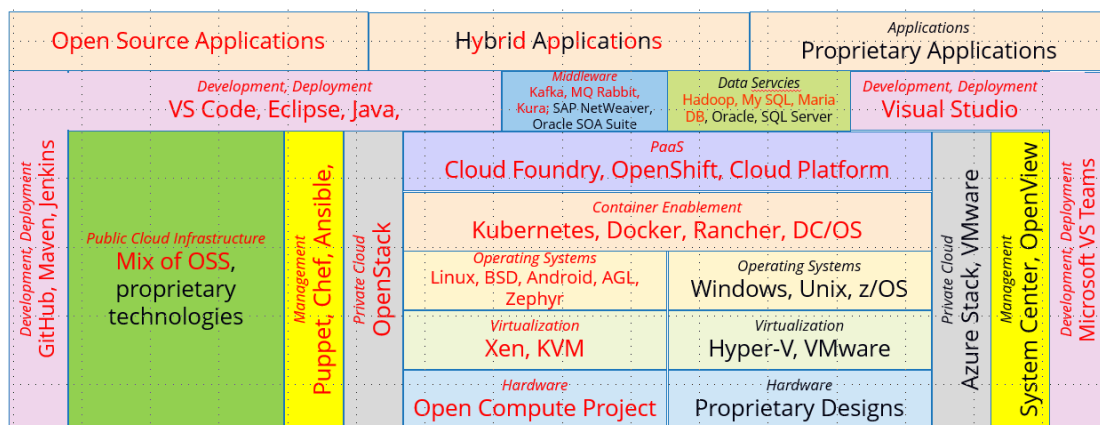 Open Source Applications
Hybrid Applications
Applications
Proprietary Applications
Development, Deployment
VS Code, Eclipse, Java,
Middleware
Kafka, MQ Rabbit,
Kura; SAP NetWeaver,
Oracle SOA Suite
Data Servcies
Hadoop, My SQL, Maria
DB, Oracle, SQL Server
Development, Deployment
Visual Studio
Development, Deployment
GitHub, Maven, Jenkins
Public Cloud Infrastructure
Mix of OSS,
proprietary
technologies
Management
Puppet, Chef, Ansible,
Private Cloud
OpenStack
PaaS
Cloud Foundry, OpenShift, Cloud Platform
Container Enablement
Kubernetes, Docker, Rancher, DC/OS
Operating Systems
Linux, BSD, Android, AGL,
Zephyr
Operating Systems
Windows, Unix, z/OS
Virtualization
Xen, KVM
Virtualization
Hyper-V, VMware
Hardware
Open Compute Project
Hardware
Proprietary Designs
Private Cloud
Azure Stack, VMware
Management
System Center, OpenView
Development, Deployment
Microsoft VS Teams